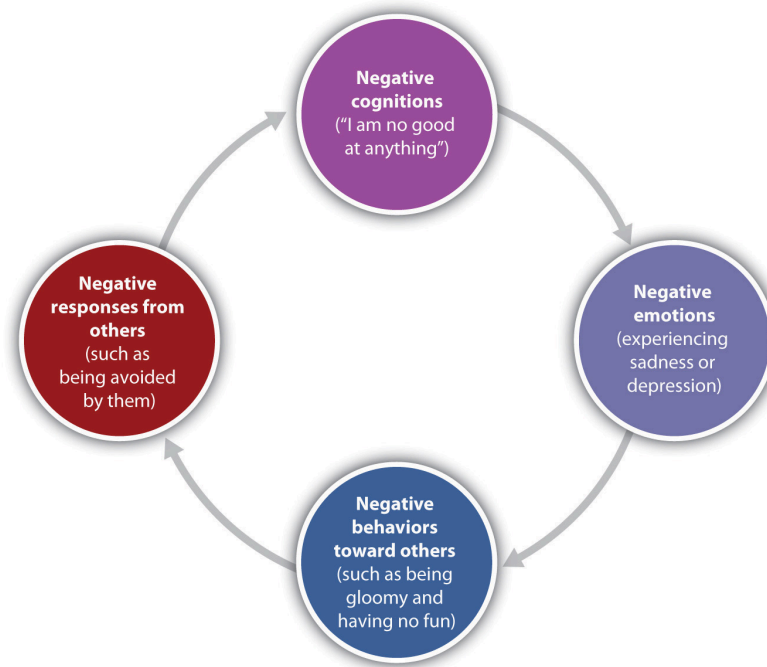 Negative
cognitions
(“I am no good
at anything”)
Negative
emotions
(experiencing
sadness or
depression)
Negative
behaviors
toward others
(such as being
gloomy and
having no fun)
Negative
responses from
others
(such as
being avoided
by them)